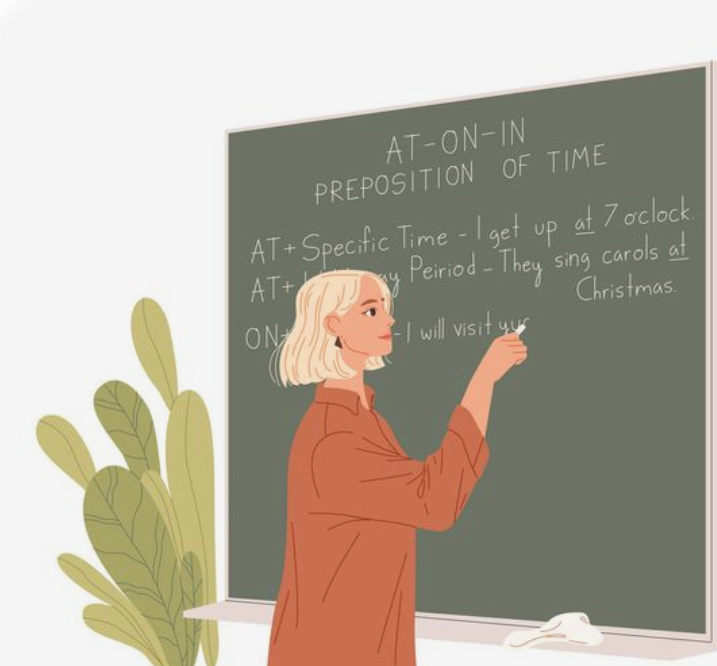 AT-ON-IN
PREPOSITION OF TIME
AT+Specific Time - I get up at 7 o'clock.
AT+ Peiriod - They sing carols at
Christmas.
ON+ - I will visit